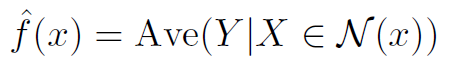 f̂(x) = Ave(Y|X ∈ 𝒩(x))